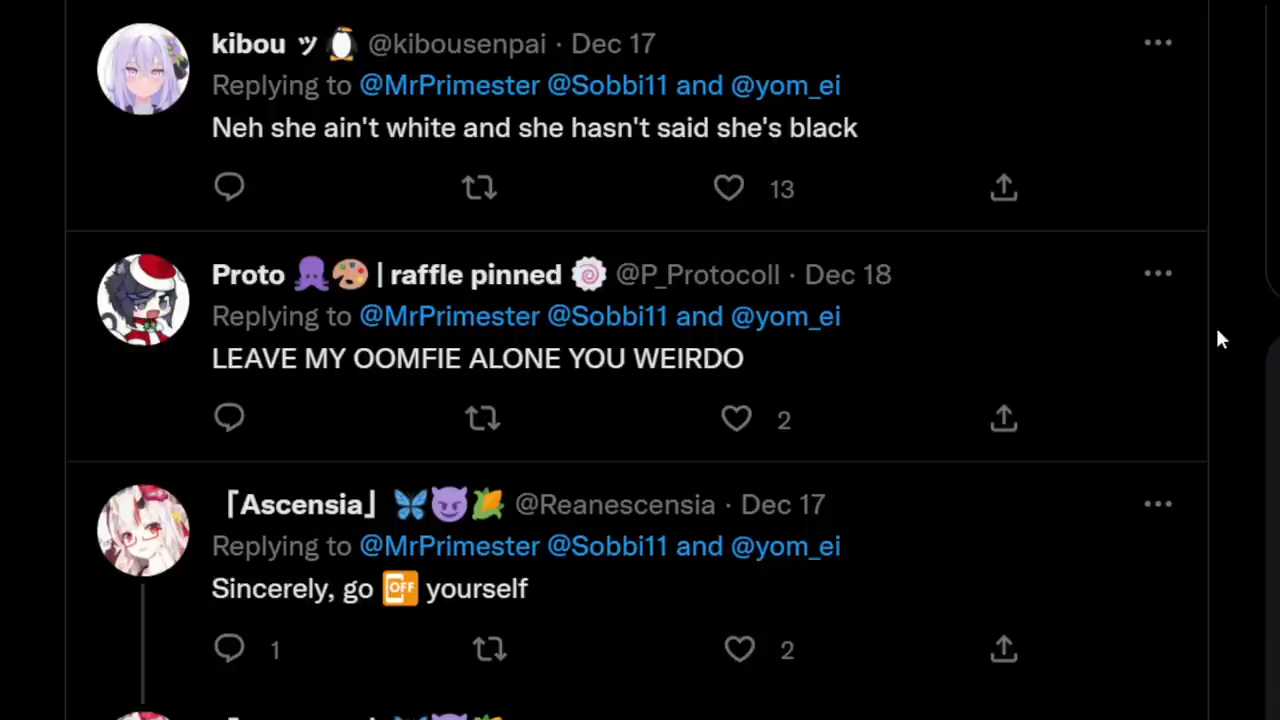 kibou ッ🐧 @kibousenpai · Dec 17
Replying to @MrPrimester @Sobbi11 and @yom_ei
Neh she ain't white and she hasn't said she's black
13
Proto 🐙🎨 | raffle pinned 🍥 @P_Protocoll · Dec 18
Replying to @MrPrimester @Sobbi11 and @yom_ei
LEAVE MY OOMFIE ALONE YOU WEIRDO
2
「Ascensia」 🦋😈🌽 @Reanescensia · Dec 17
Replying to @MrPrimester @Sobbi11 and @yom_ei
Sincerely, go 📴 yourself
1 2